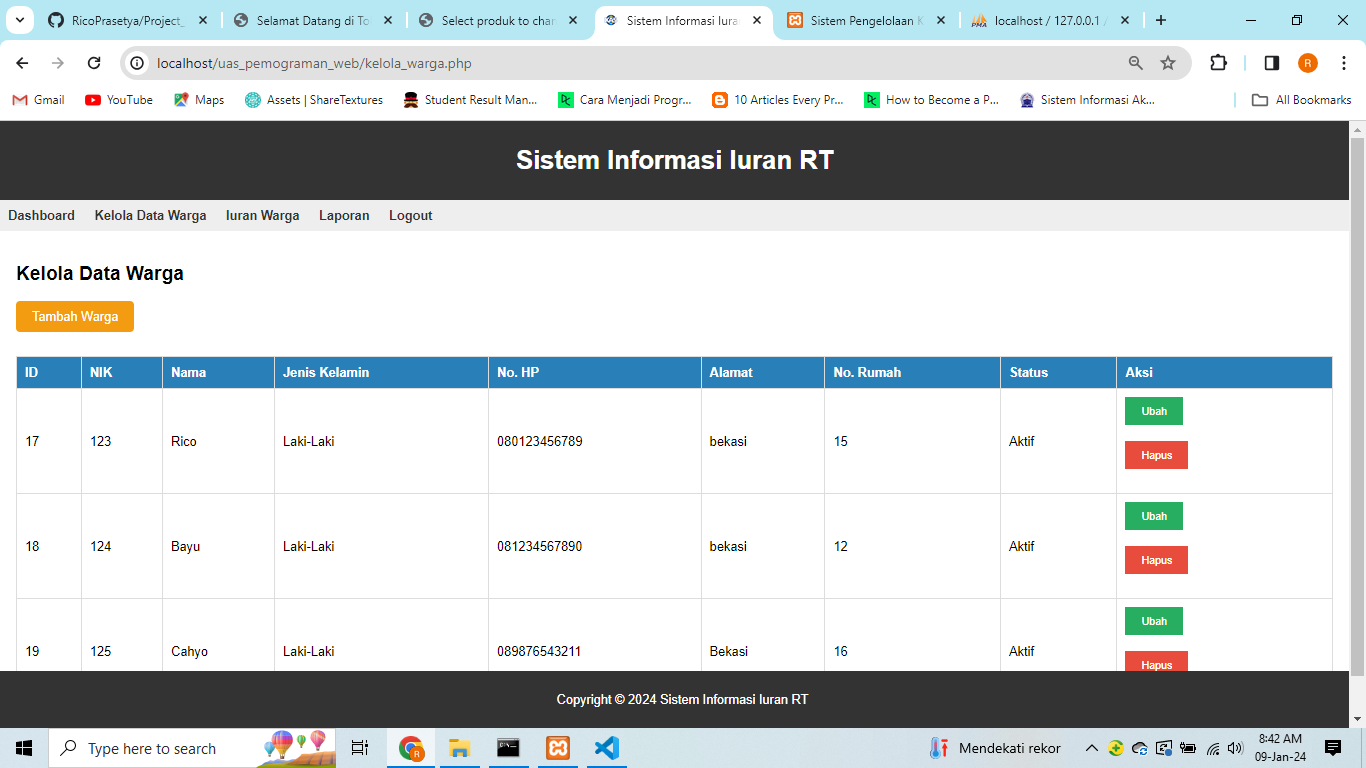 RicoPrasetya/Project_
Selamat Datang di To
Select produk to char
Sistem Informasi Iura
Sistem Pengelolaan K
localhost / 127.0.0.1 /
localhost/uas_pemograman_web/kelola_warga.php
R
Gmail YouTube Maps Assets | ShareTextures Student Result Man... Cara Menjadi Progr... 10 Articles Every Pr... How to Become a P... Sistem Informasi Ak... All Bookmarks
Sistem Informasi Iuran RT
Dashboard Kelola Data Warga Iuran Warga Laporan Logout
Kelola Data Warga
Tambah Warga
ID NIK Nama Jenis Kelamin No. HP Alamat No. Rumah Status Aksi
17 123 Rico Laki-Laki 080123456789 bekasi 15 Aktif
Ubah
Hapus
18 124 Bayu Laki-Laki 081234567890 bekasi 12 Aktif
Ubah
Hapus
19 125 Cahyo Laki-Laki 089876543211 Bekasi 16 Aktif
Ubah
Hapus
Copyright © 2024 Sistem Informasi Iuran RT
Type here to search
Mendekati rekor
8:42 AM
09-Jan-24